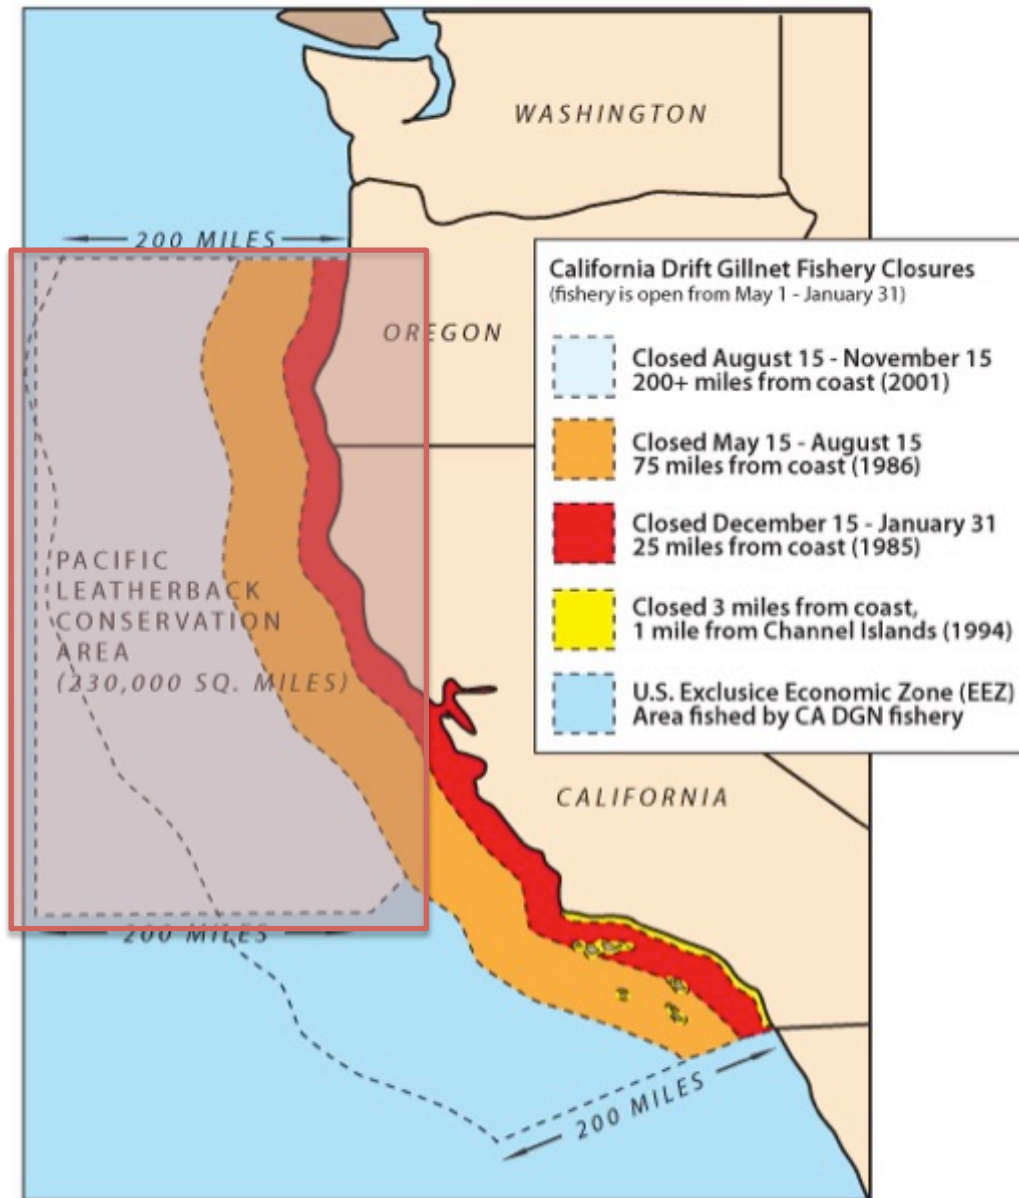 WASHINGTON
200 MILES
OREGON
California Drift Gillnet Fishery Closures
(fishery is open from May 1 - January 31)
Closed August 15 - November 15
200+ miles from coast (2001)
Closed May 15 - August 15
75 miles from coast (1986)
Closed December 15 - January 31
25 miles from coast (1985)
Closed 3 miles from coast,
1 mile from Channel Islands (1994)
U.S. Exclusice Economic Zone (EEZ)
Area fished by CA DGN fishery
PACIFIC
LEATHERBACK
CONSERVATION
AREA
(230,000 SQ. MILES)
CALIFORNIA
200 MILES
200 MILES